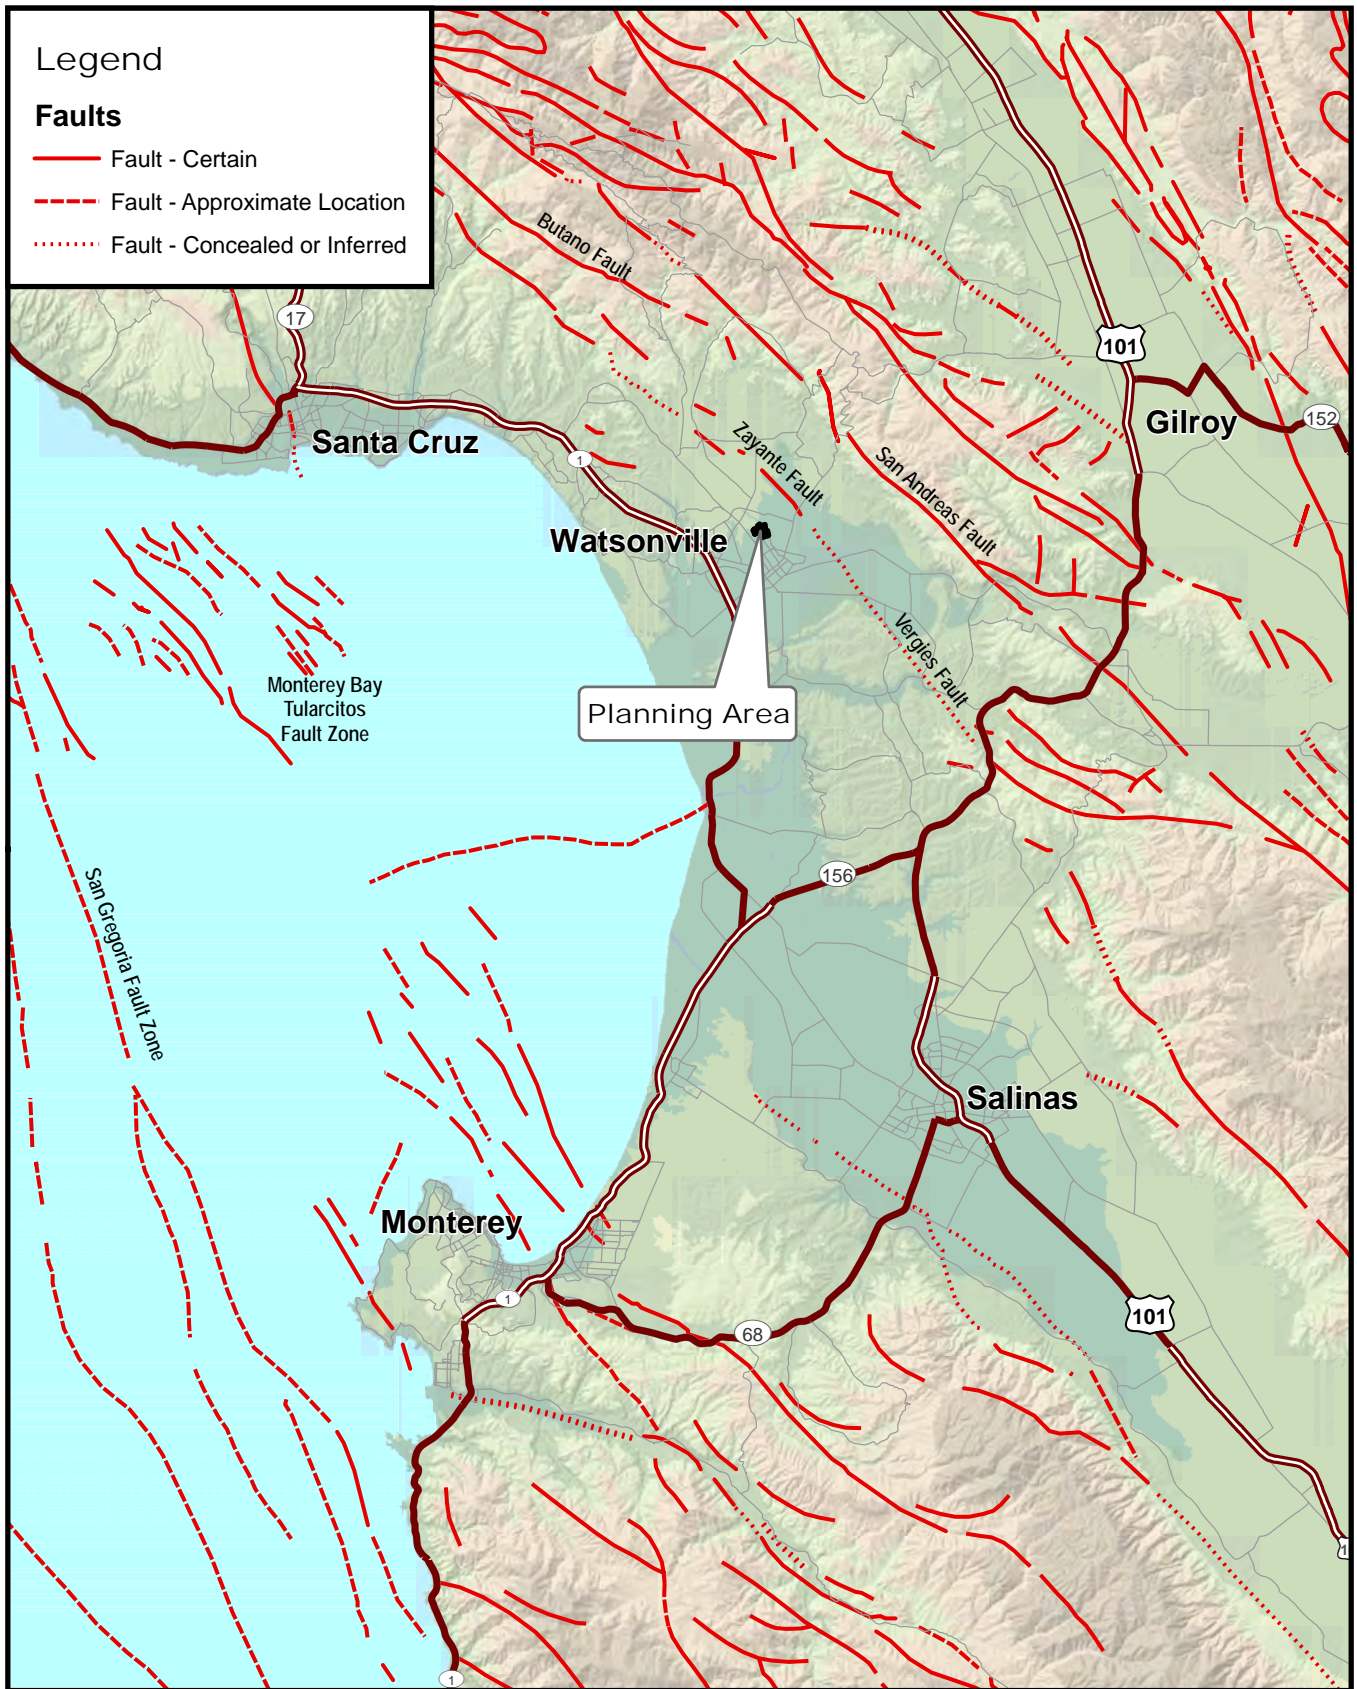 Legend
Faults
Fault - Certain
Fault - Approximate Location
Fault - Concealed or Inferred
Butano Fault
17
101
Gilroy
152
Santa Cruz
1
Zayante Fault
San Andreas Fault
Watsonville
Vergies Fault
Monterey Bay
Tularcitos
Fault Zone
Planning Area
156
San Gregoria Fault Zone
Salinas
Monterey
1
101
68
1
1